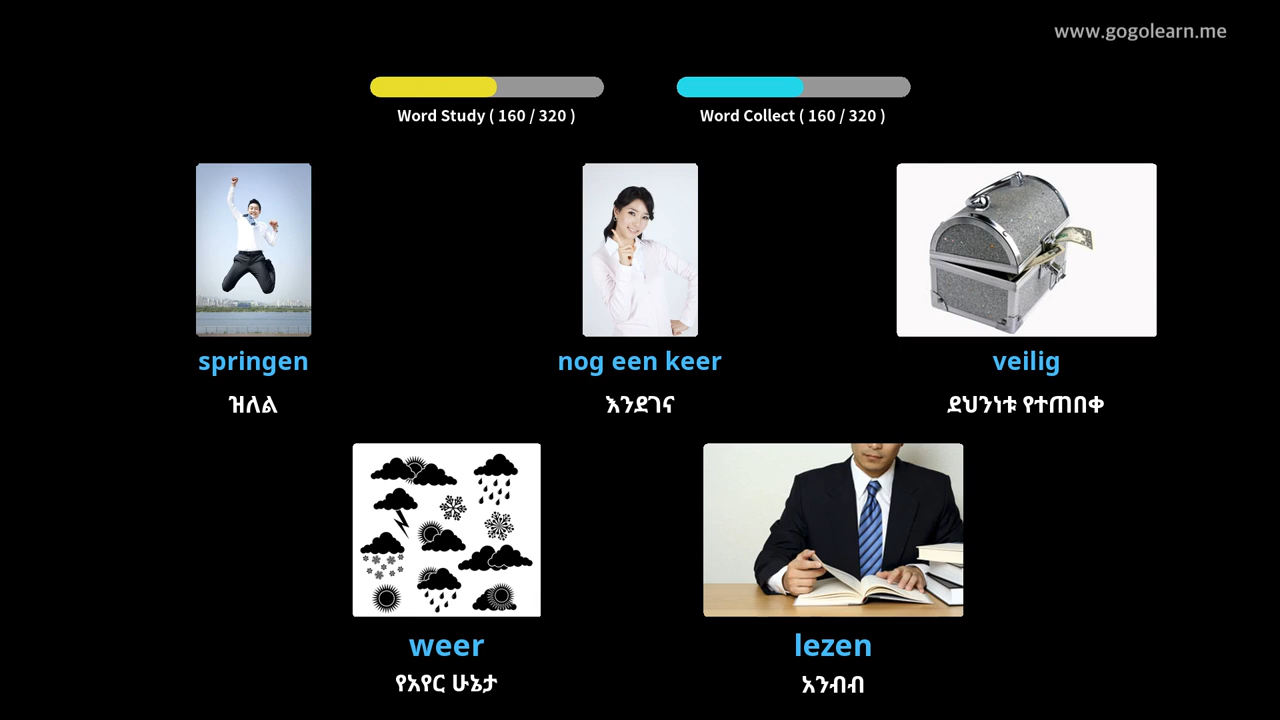 www.gogolearn.me
Word Study ( 160 / 320 )
Word Collect ( 160 / 320 )
springen
ዝለል
nog een keer
እንደገና
veilig
ደህንነቱ የተጠበቀ
weer
የአየር ሁኔታ
lezen
አንብብ